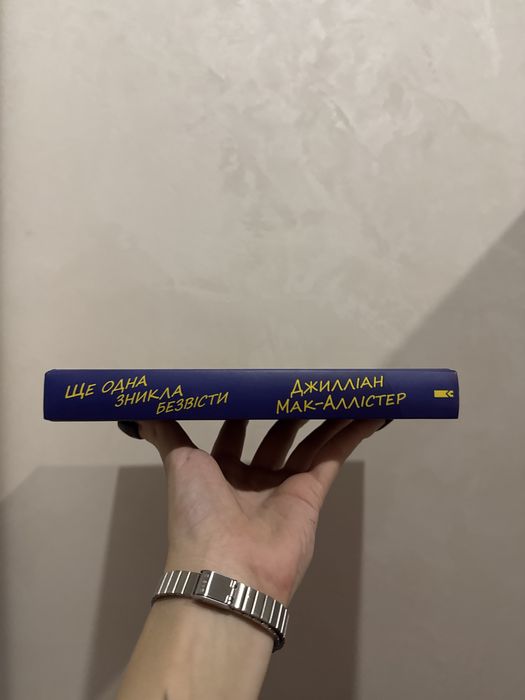 ЩЕ ОДНА
ЗНИКЛА
БЕЗВІСТИ
ДЖИЛЛІАН
МАК-АЛЛІСТЕР